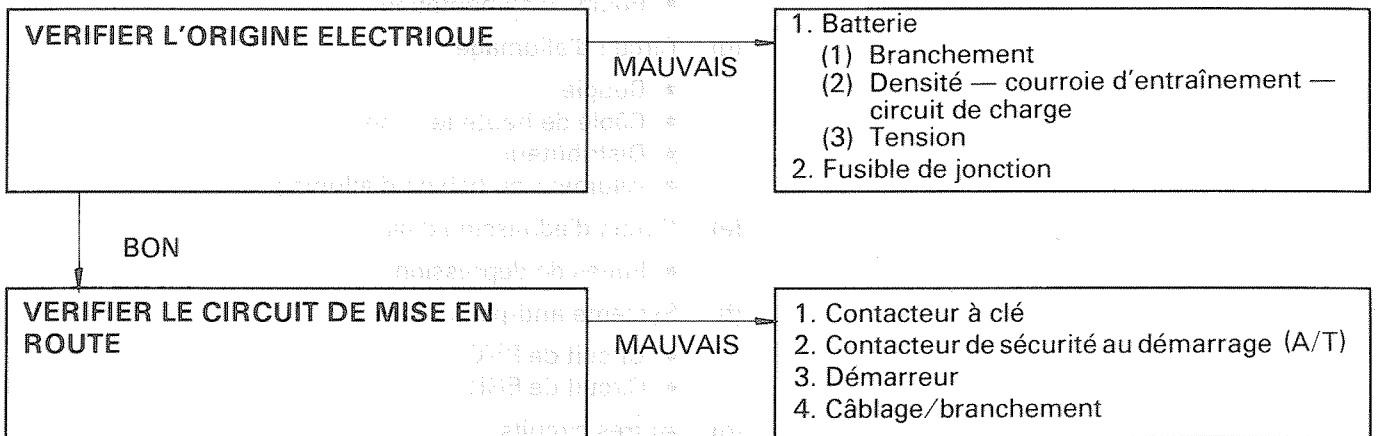 VERIFIER L'ORIGINE ELECTRIQUE
MAUVAIS
1. Batterie
(1) Branchement
(2) Densité — courroie d'entraînement —
circuit de charge
(3) Tension
2. Fusible de jonction
BON
VERIFIER LE CIRCUIT DE MISE EN
ROUTE
MAUVAIS
1. Contacteur à clé
2. Contacteur de sécurité au démarrage (A/T)
3. Démarreur
4. Câblage/branchement